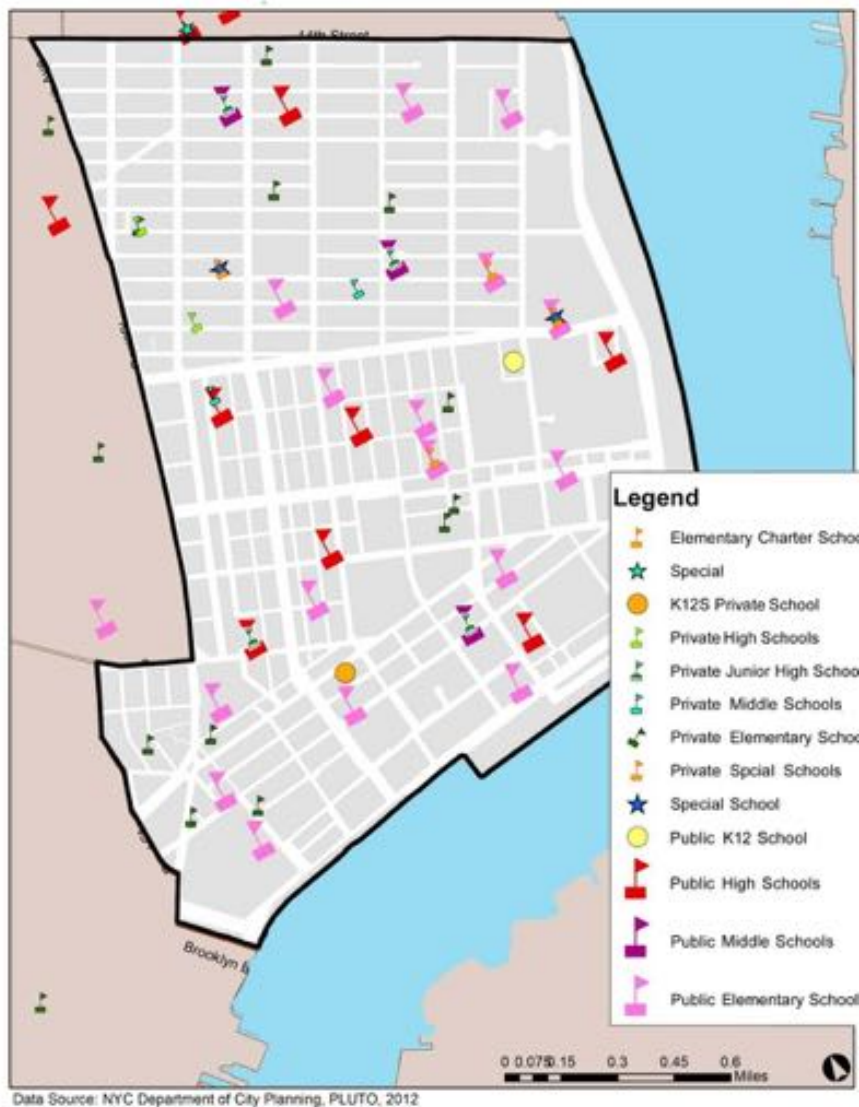 14th Street
Legend
Elementary Charter Schoo
Special
K12S Private School
Private High Schools
Private Junior High School
Private Middle Schools
Private Elementary Schoo
Private Spcial Schools
Special School
Public K12 School
Public High Schools
Public Middle Schools
Public Elementary School
Brooklyn B
0 0.075 0.15 0.3 0.45 0.6
Miles
Data Source: NYC Department of City Planning, PLUTO, 2012